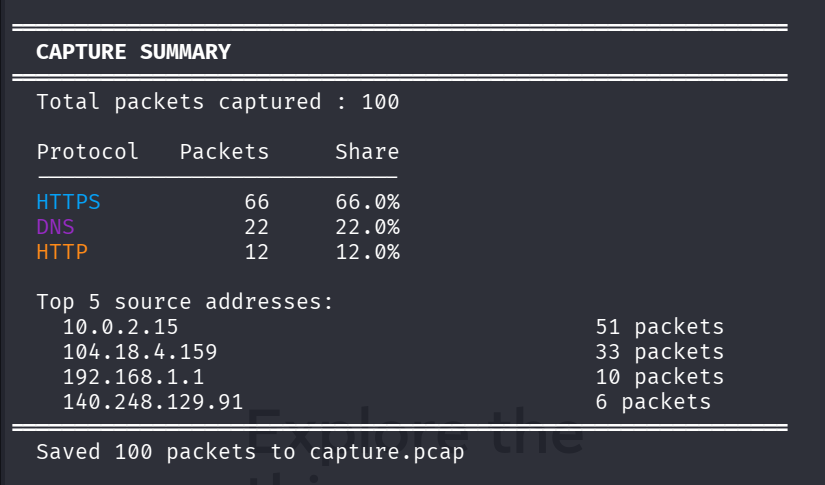 CAPTURE SUMMARY
Total packets captured : 100
Protocol Packets Share
HTTPS 66 66.0%
DNS 22 22.0%
HTTP 12 12.0%
Top 5 source addresses:
10.0.2.15 51 packets
104.18.4.159 33 packets
192.168.1.1 10 packets
140.248.129.91 6 packets
Explore the
Saved 100 packets to capture.pcap